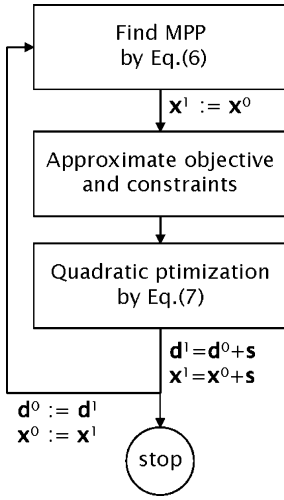 Find MPP
by Eq.(6)
x¹ := x⁰
Approximate objective
and constraints
Quadratic ptimization
by Eq.(7)
d¹=d⁰+s
x¹=x⁰+s
d⁰ := d¹
x⁰ := x¹
stop